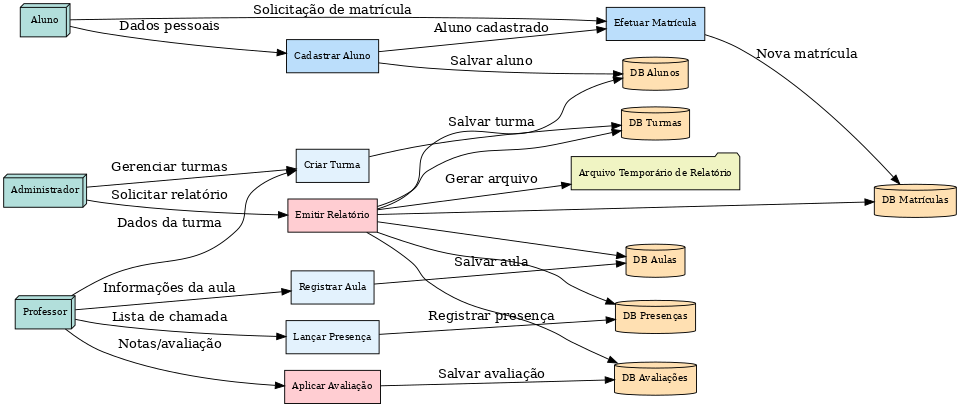 Aluno
Solicitação de matrícula
Efetuar Matrícula
Dados pessoais
Aluno cadastrado
Cadastrar Aluno
Nova matrícula
Salvar aluno
DB Alunos
Salvar turma
DB Turmas
Criar Turma
Gerenciar turmas
Gerar arquivo
Arquivo Temporário de Relatório
Administrador
Solicitar relatório
DB Matrículas
Emitir Relatório
Dados da turma
Salvar aula
DB Aulas
Informações da aula
Registrar Aula
Professor
Lista de chamada
Registrar presença
DB Presenças
Lançar Presença
Notas/avaliação
Salvar avaliação
DB Avaliações
Aplicar Avaliação